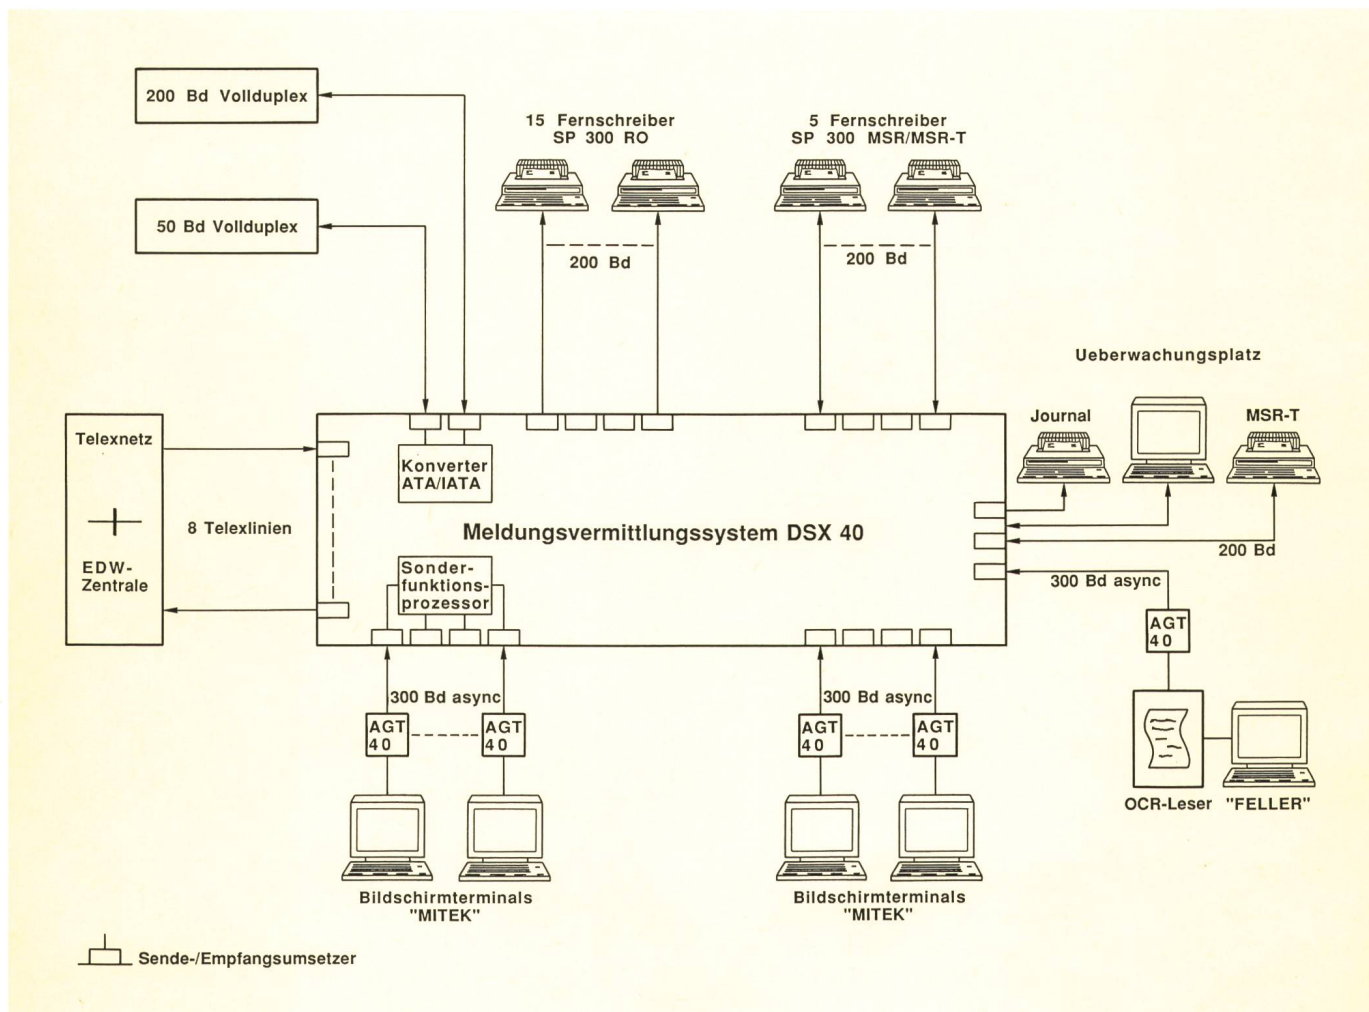 200 Bd Vollduplex
50 Bd Vollduplex
15 Fernschreiber
SP 300 RO
200 Bd
5 Fernschreiber
SP 300 MSR/MSR-T
200 Bd
Ueberwachungsplatz
Journal
MSR-T
200 Bd
Telexnetz
EDW-
Zentrale
8 Telexlinien
Konverter
ATA/IATA
Meldungsvermittlungssystem DSX 40
Sonder-
funktions-
prozessor
300 Bd async
AGT
40
AGT
40
Bildschirmterminals
"MITEK"
300 Bd async
AGT
40
AGT
40
Bildschirmterminals
"MITEK"
300 Bd async
AGT
40
OCR-Leser
"FELLER"
Sende-/Empfangsumsetzer